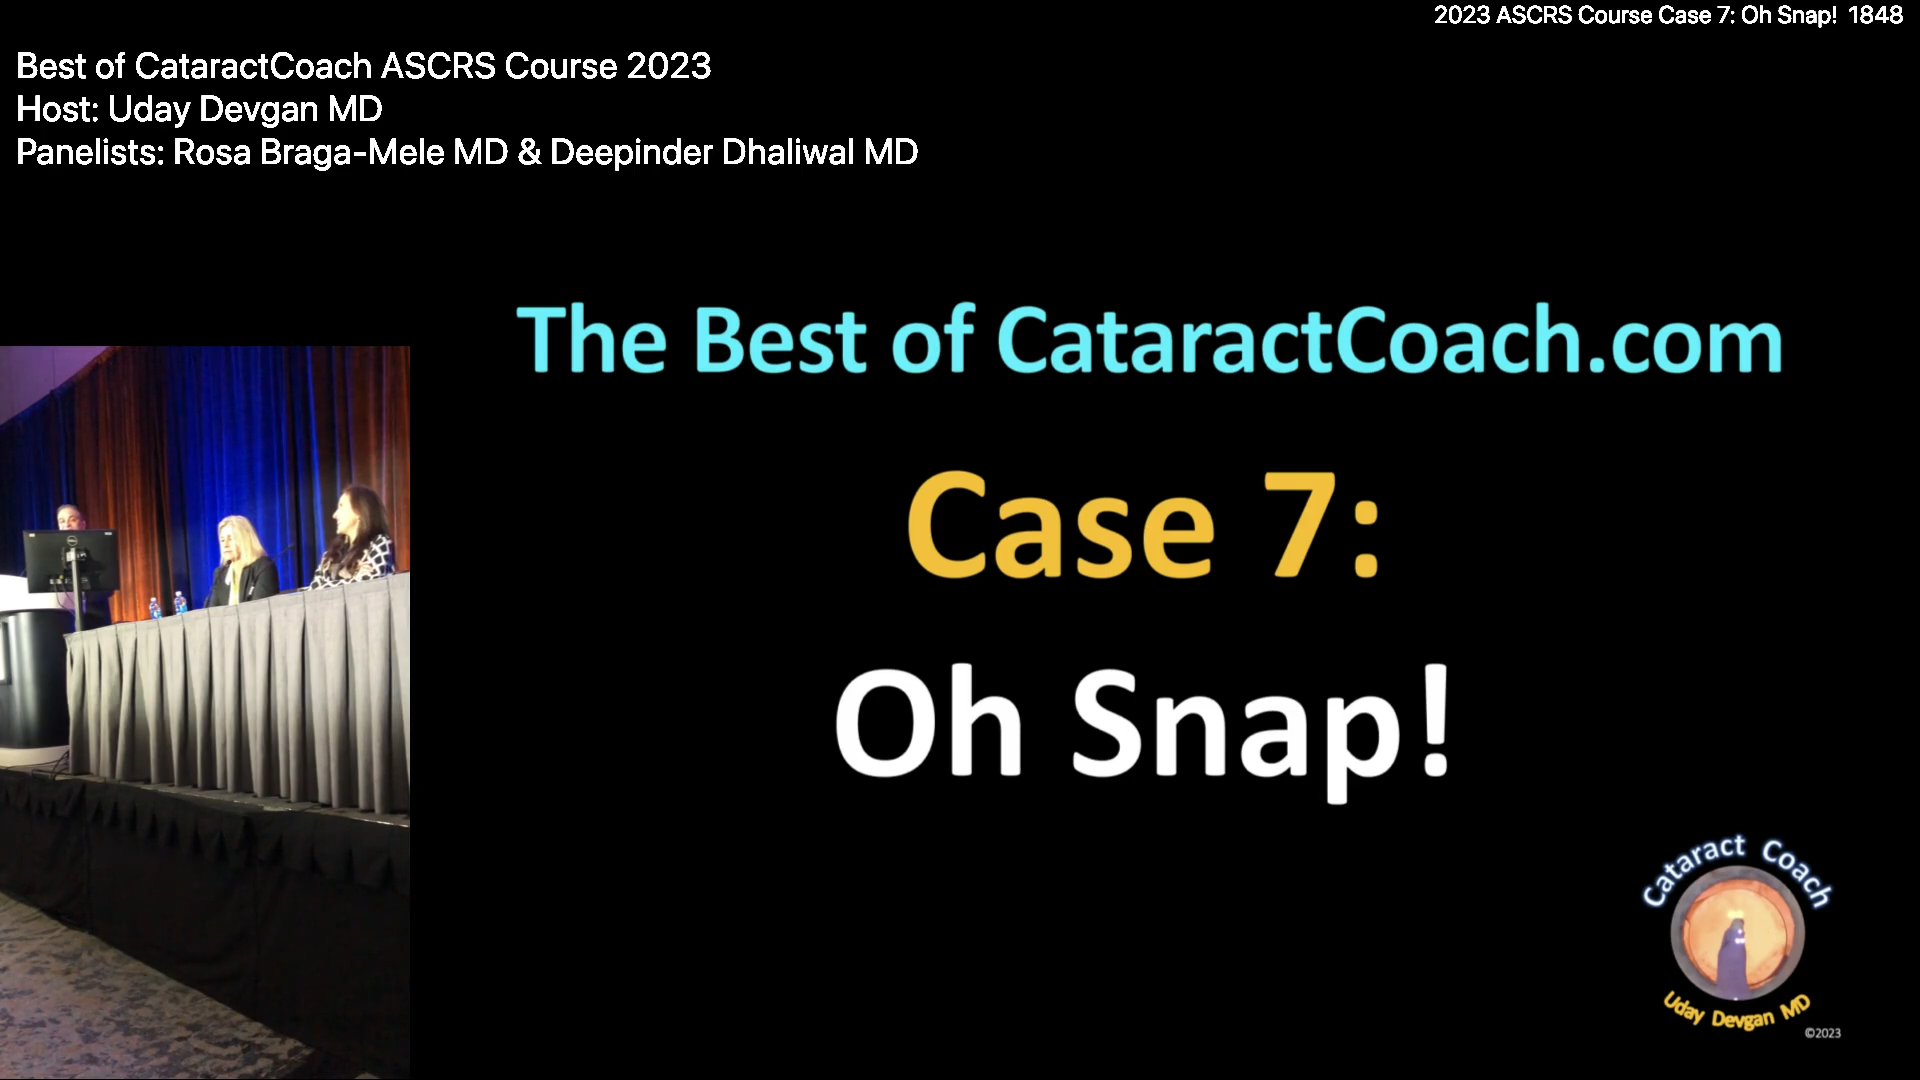 2023 ASCRS Course Case 7: Oh Snap! 1848
Best of CataractCoach ASCRS Course 2023
Host: Uday Devgan MD
Panelists: Rosa Braga-Mele MD & Deepinder Dhaliwal MD
The Best of CataractCoach.com
Case 7:
Oh Snap!
Cataract Coach
Uday Devgan MD
©2023